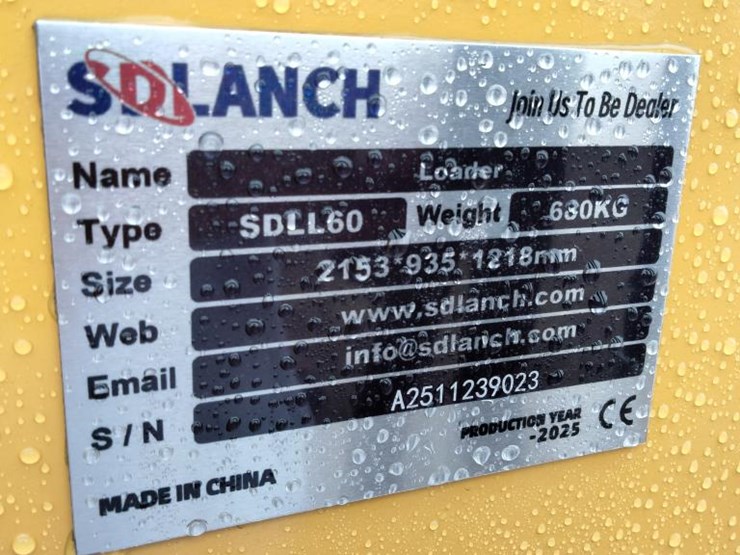 SDLANCH
Join Us To Be Dealer
Name Loader
Type SDLL60 Weight 680KG
Size 2153*935*1218mm
Web www.sdlanch.com
Email info@sdlanch.com
S/N A2511239023
PRODUCTION YEAR
-2025 CE
MADE IN CHINA